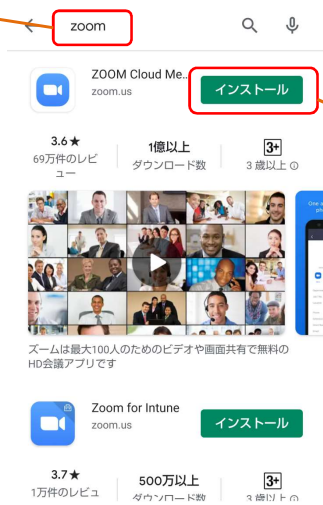 zoom
ZOOM Cloud Me...
zoom.us
インストール
3.6★
69万件のレビ
ュー
1億以上
ダウンロード数
3+
3 歳以上
ズームは最大100人のためのビデオや画面共有で無料の
HD会議アプリです
Zoom for Intune
zoom.us
インストール
3.7★
1万件のレビュ
500万以上
ダウンロード数
3+
3 歳以上